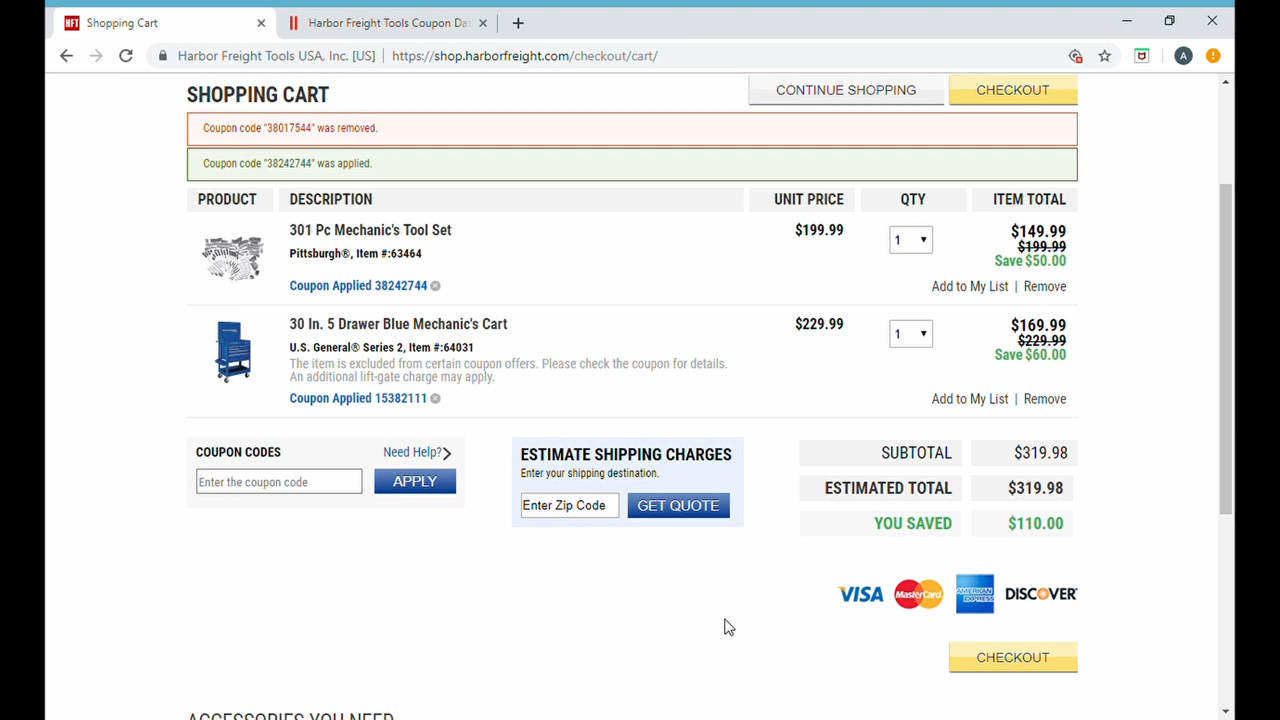 HFT Shopping Cart
Harbor Freight Tools Coupon Da
Harbor Freight Tools USA, Inc. [US] | https://shop.harborfreight.com/checkout/cart/
A
SHOPPING CART
CONTINUE SHOPPING
CHECKOUT
Coupon code "38017544" was removed.
Coupon code "38242744" was applied.
PRODUCT DESCRIPTION UNIT PRICE QTY ITEM TOTAL
301 Pc Mechanic's Tool Set $199.99 1 $149.99
$199.99
Pittsburgh®, Item #:63464
Save $50.00
Coupon Applied 38242744 Add to My List | Remove
30 In. 5 Drawer Blue Mechanic's Cart $229.99 1 $169.99
$229.99
U.S. General® Series 2, Item #:64031
Save $60.00
The item is excluded from certain coupon offers. Please check the coupon for details.
An additional lift-gate charge may apply.
Coupon Applied 15382111 Add to My List | Remove
COUPON CODES Need Help?
Enter the coupon code APPLY
ESTIMATE SHIPPING CHARGES
Enter your shipping destination.
Enter Zip Code GET QUOTE
SUBTOTAL $319.98
ESTIMATED TOTAL $319.98
YOU SAVED $110.00
VISA MasterCard AMERICAN EXPRESS DISCOVER
CHECKOUT
ACCESSORIES YOU NEED